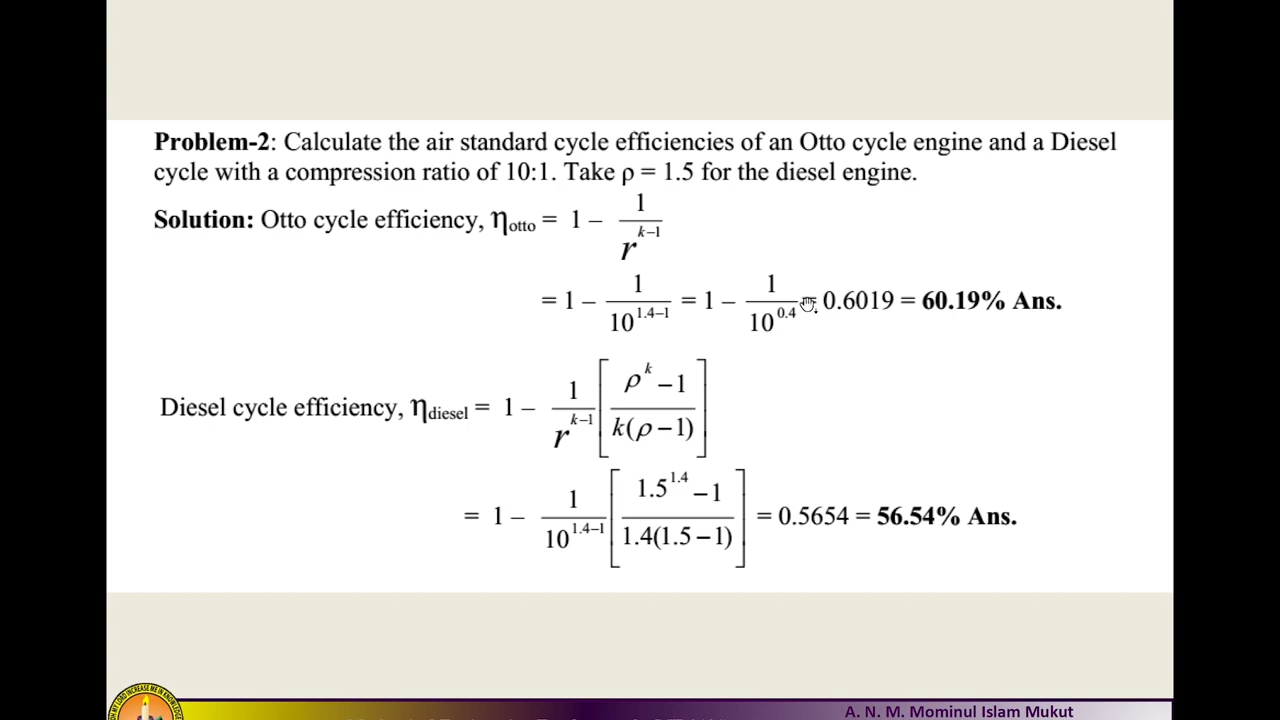 Problem-2: Calculate the air standard cycle efficiencies of an Otto cycle engine and a Diesel
cycle with a compression ratio of 10:1. Take ρ = 1.5 for the diesel engine.
Solution: Otto cycle efficiency, η_otto = 1 − 1 / r^(k−1)
= 1 − 1 / 10^(1.4−1) = 1 − 1 / 10^0.4 = 0.6019 = 60.19% Ans.
Diesel cycle efficiency, η_diesel = 1 − 1 / r^(k−1) [ (ρ^k − 1) / k(ρ − 1) ]
= 1 − 1 / 10^(1.4−1) [ (1.5^1.4 − 1) / 1.4(1.5 − 1) ] = 0.5654 = 56.54% Ans.
A. N. M. Mominul Islam Mukut